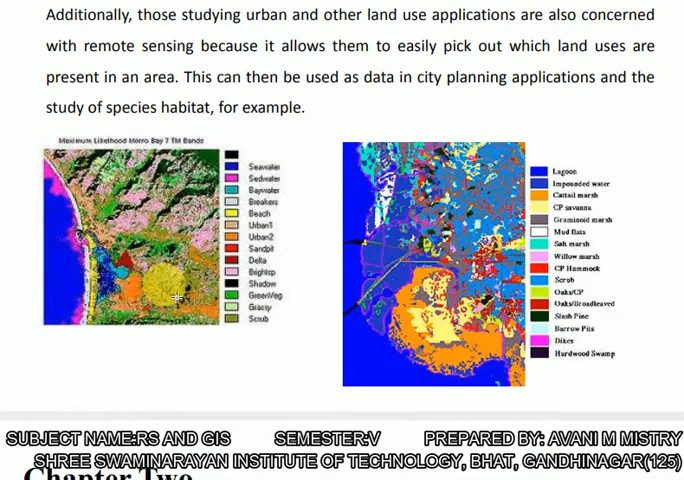 Additionally, those studying urban and other land use applications are also concerned
with remote sensing because it allows them to easily pick out which land uses are
present in an area. This can then be used as data in city planning applications and the
study of species habitat, for example.
Maximum Likelihood Morro Bay 7 TM Bands
Seawater
Sedwater
Baywater
Breakers
Beach
Urban1
Urban2
Sandpit
Delta
Brightsp
Shadow
GreenVeg
Grassy
Scrub
Lagoon
Impounded water
Cattail marsh
CP savanna
Graminoid marsh
Mud flats
Salt marsh
Willow marsh
CP Hammock
Scrub
Oaks/CP
Oaks/Broadleaved
Slash Pine
Barrow Pits
Dikes
Hardwood Swamp
SUBJECT NAME:RS AND GIS SEMESTER:V PREPARED BY: AVANI M MISTRY
SHREE SWAMINARAYAN INSTITUTE OF TECHNOLOGY, BHAT, GANDHINAGAR(125)
Chapter Two